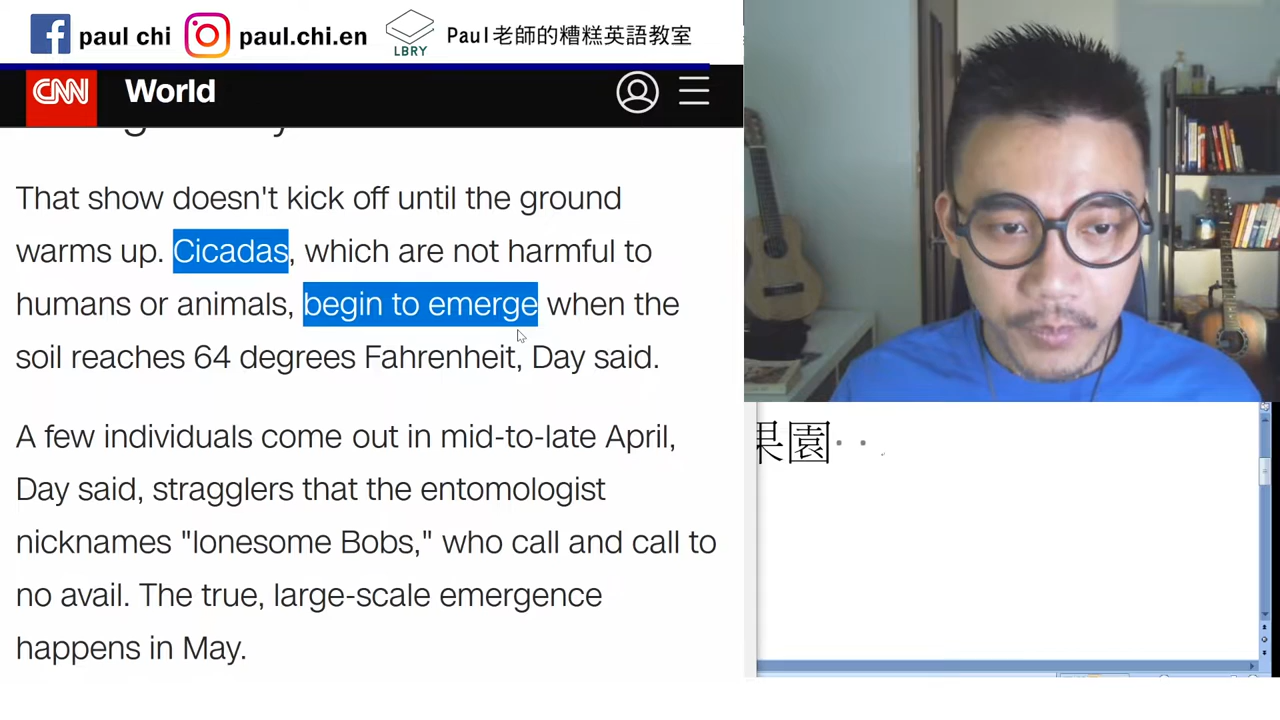 paul chi
paul.chi.en
LBRY
Paul老師的糟糕英語教室
CNN
World
That show doesn't kick off until the ground
warms up. Cicadas, which are not harmful to
humans or animals, begin to emerge when the
soil reaches 64 degrees Fahrenheit, Day said.
A few individuals come out in mid-to-late April,
Day said, stragglers that the entomologist
nicknames "lonesome Bobs," who call and call to
no avail. The true, large-scale emergence
happens in May.
果園